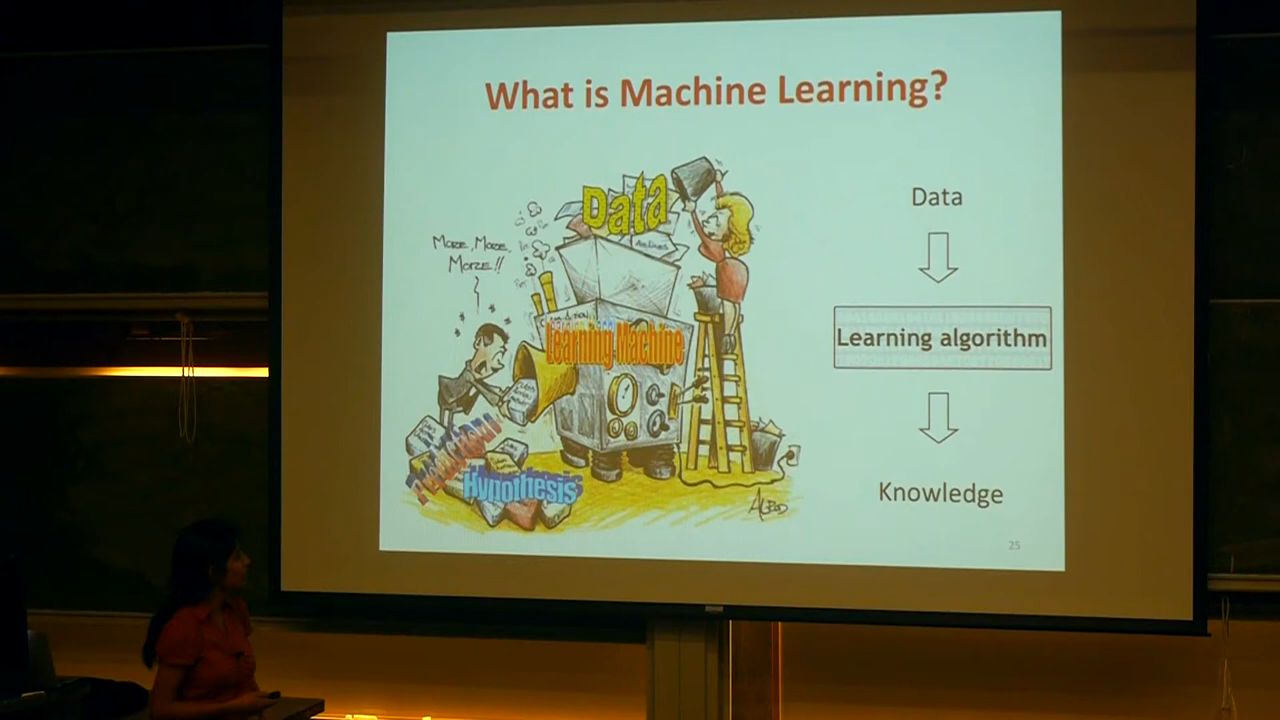 What is Machine Learning?
Data
MORE, MORE,
MORE!!
Learning Machine
Hypothesis
Data
Learning algorithm
Knowledge
25